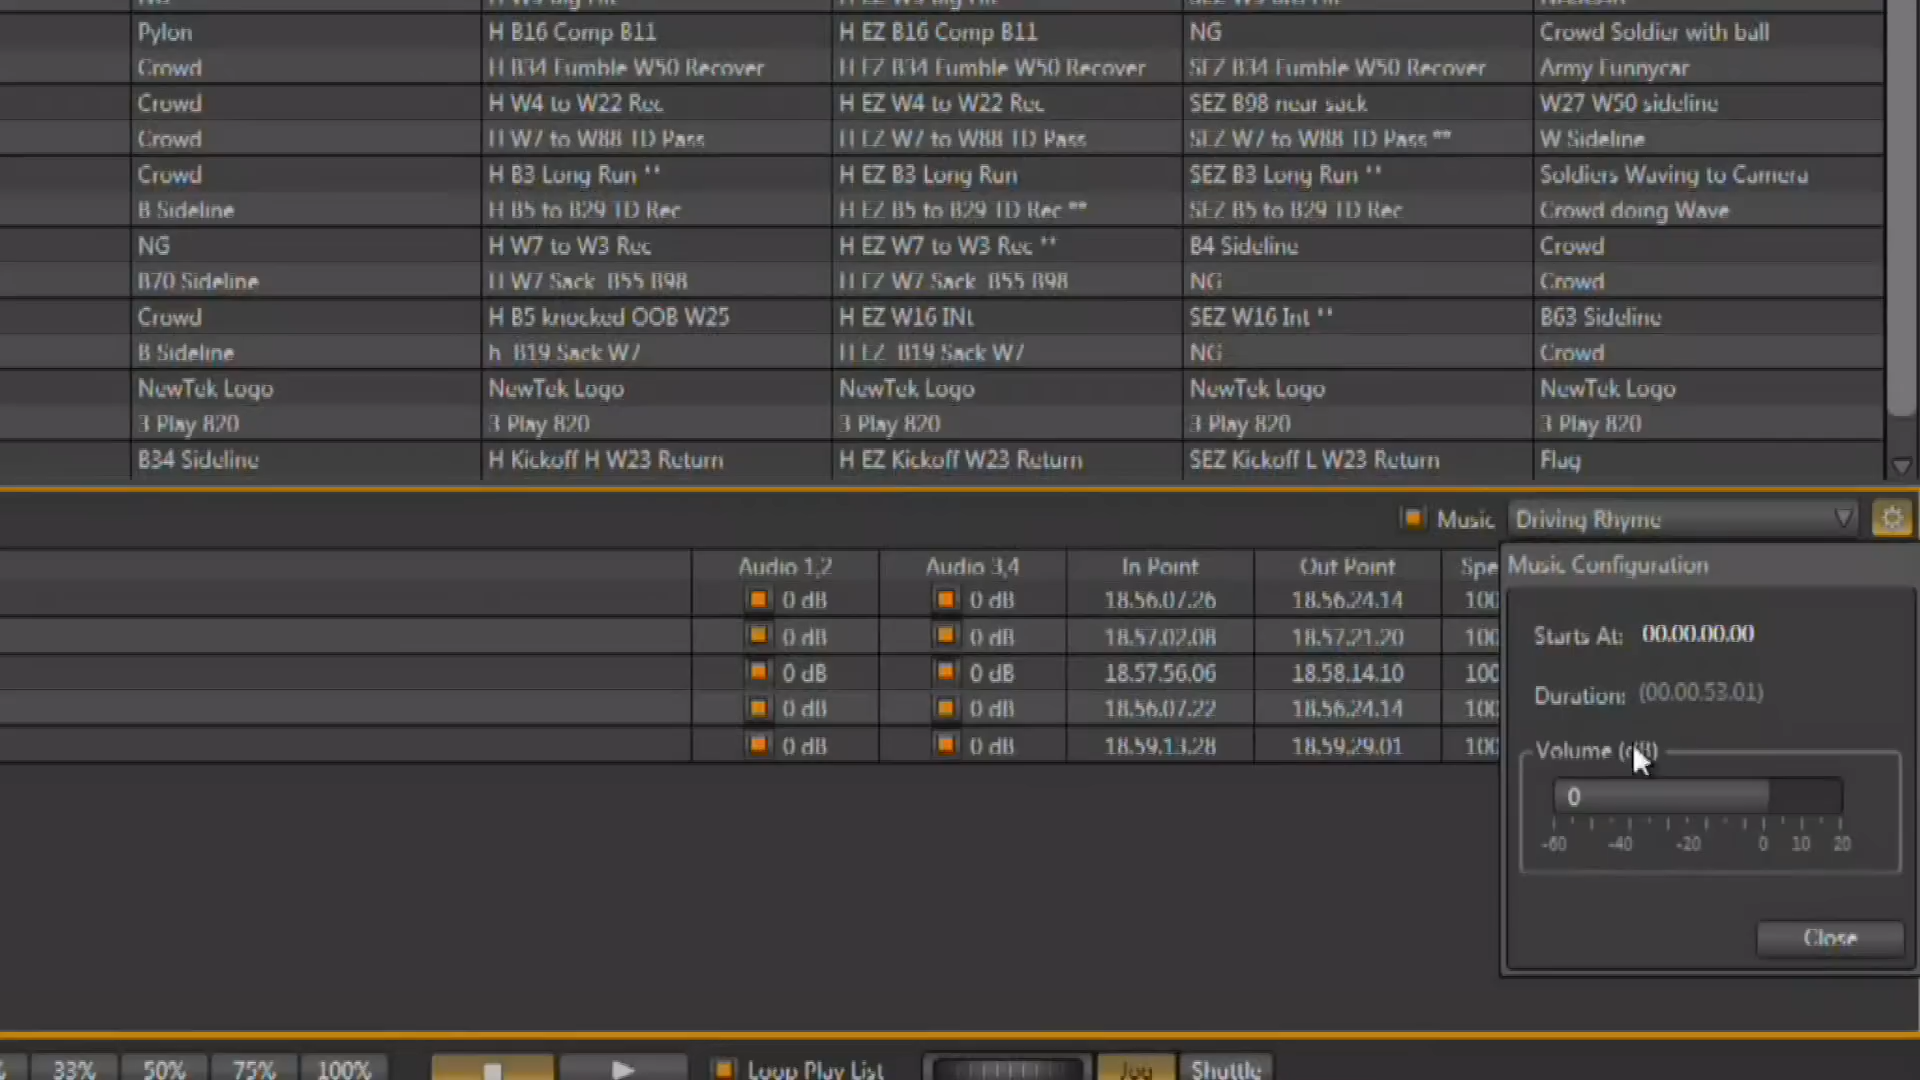 Pylon H B16 Comp B11 H EZ B16 Comp B11 NG Crowd Soldier with ball
Crowd H B34 Fumble W50 Recover H EZ B34 Fumble W50 Recover SEZ B34 Fumble W50 Recover Army Funnycar
Crowd H W4 to W22 Rec H EZ W4 to W22 Rec SEZ B98 near sack W27 W50 sideline
Crowd H W7 to W88 TD Pass H EZ W7 to W88 TD Pass SEZ W7 to W88 TD Pass ** W Sideline
Crowd H B3 Long Run ** H EZ B3 Long Run SEZ B3 Long Run ** Soldiers Waving to Camera
B Sideline H B5 to B29 TD Rec H EZ B5 to B29 TD Rec ** SEZ B5 to B29 TD Rec Crowd doing Wave
NG H W7 to W3 Rec H EZ W7 to W3 Rec ** B4 Sideline Crowd
B70 Sideline H W7 Sack B55 B98 H EZ W7 Sack B55 B98 NG Crowd
Crowd H B5 knocked OOB W25 H EZ W16 INt SEZ W16 Int ** B63 Sideline
B Sideline h B19 Sack W7 H EZ B19 Sack W7 NG Crowd
NewTek Logo NewTek Logo NewTek Logo NewTek Logo NewTek Logo
3 Play 820 3 Play 820 3 Play 820 3 Play 820 3 Play 820
B34 Sideline H Kickoff H W23 Return H EZ Kickoff W23 Return SEZ Kickoff L W23 Return Flag
Music Driving Rhyme
Audio 1,2 Audio 3,4 In Point Out Point Spe
0 dB 0 dB 18.56.07.26 18.56.24.14 100
0 dB 0 dB 18.57.02.08 18.57.21.20 100
0 dB 0 dB 18.57.56.06 18.58.14.10 100
0 dB 0 dB 18.56.07.22 18.56.24.14 100
0 dB 0 dB 18.59.13.28 18.59.29.01 100
Music Configuration
Starts At: 00.00.00.00
Duration: (00.00.53.01)
Volume (dB)
0
-60 -40 -20 0 10 20
Close
33% 50% 75% 100% Loop Play List Jog Shuttle